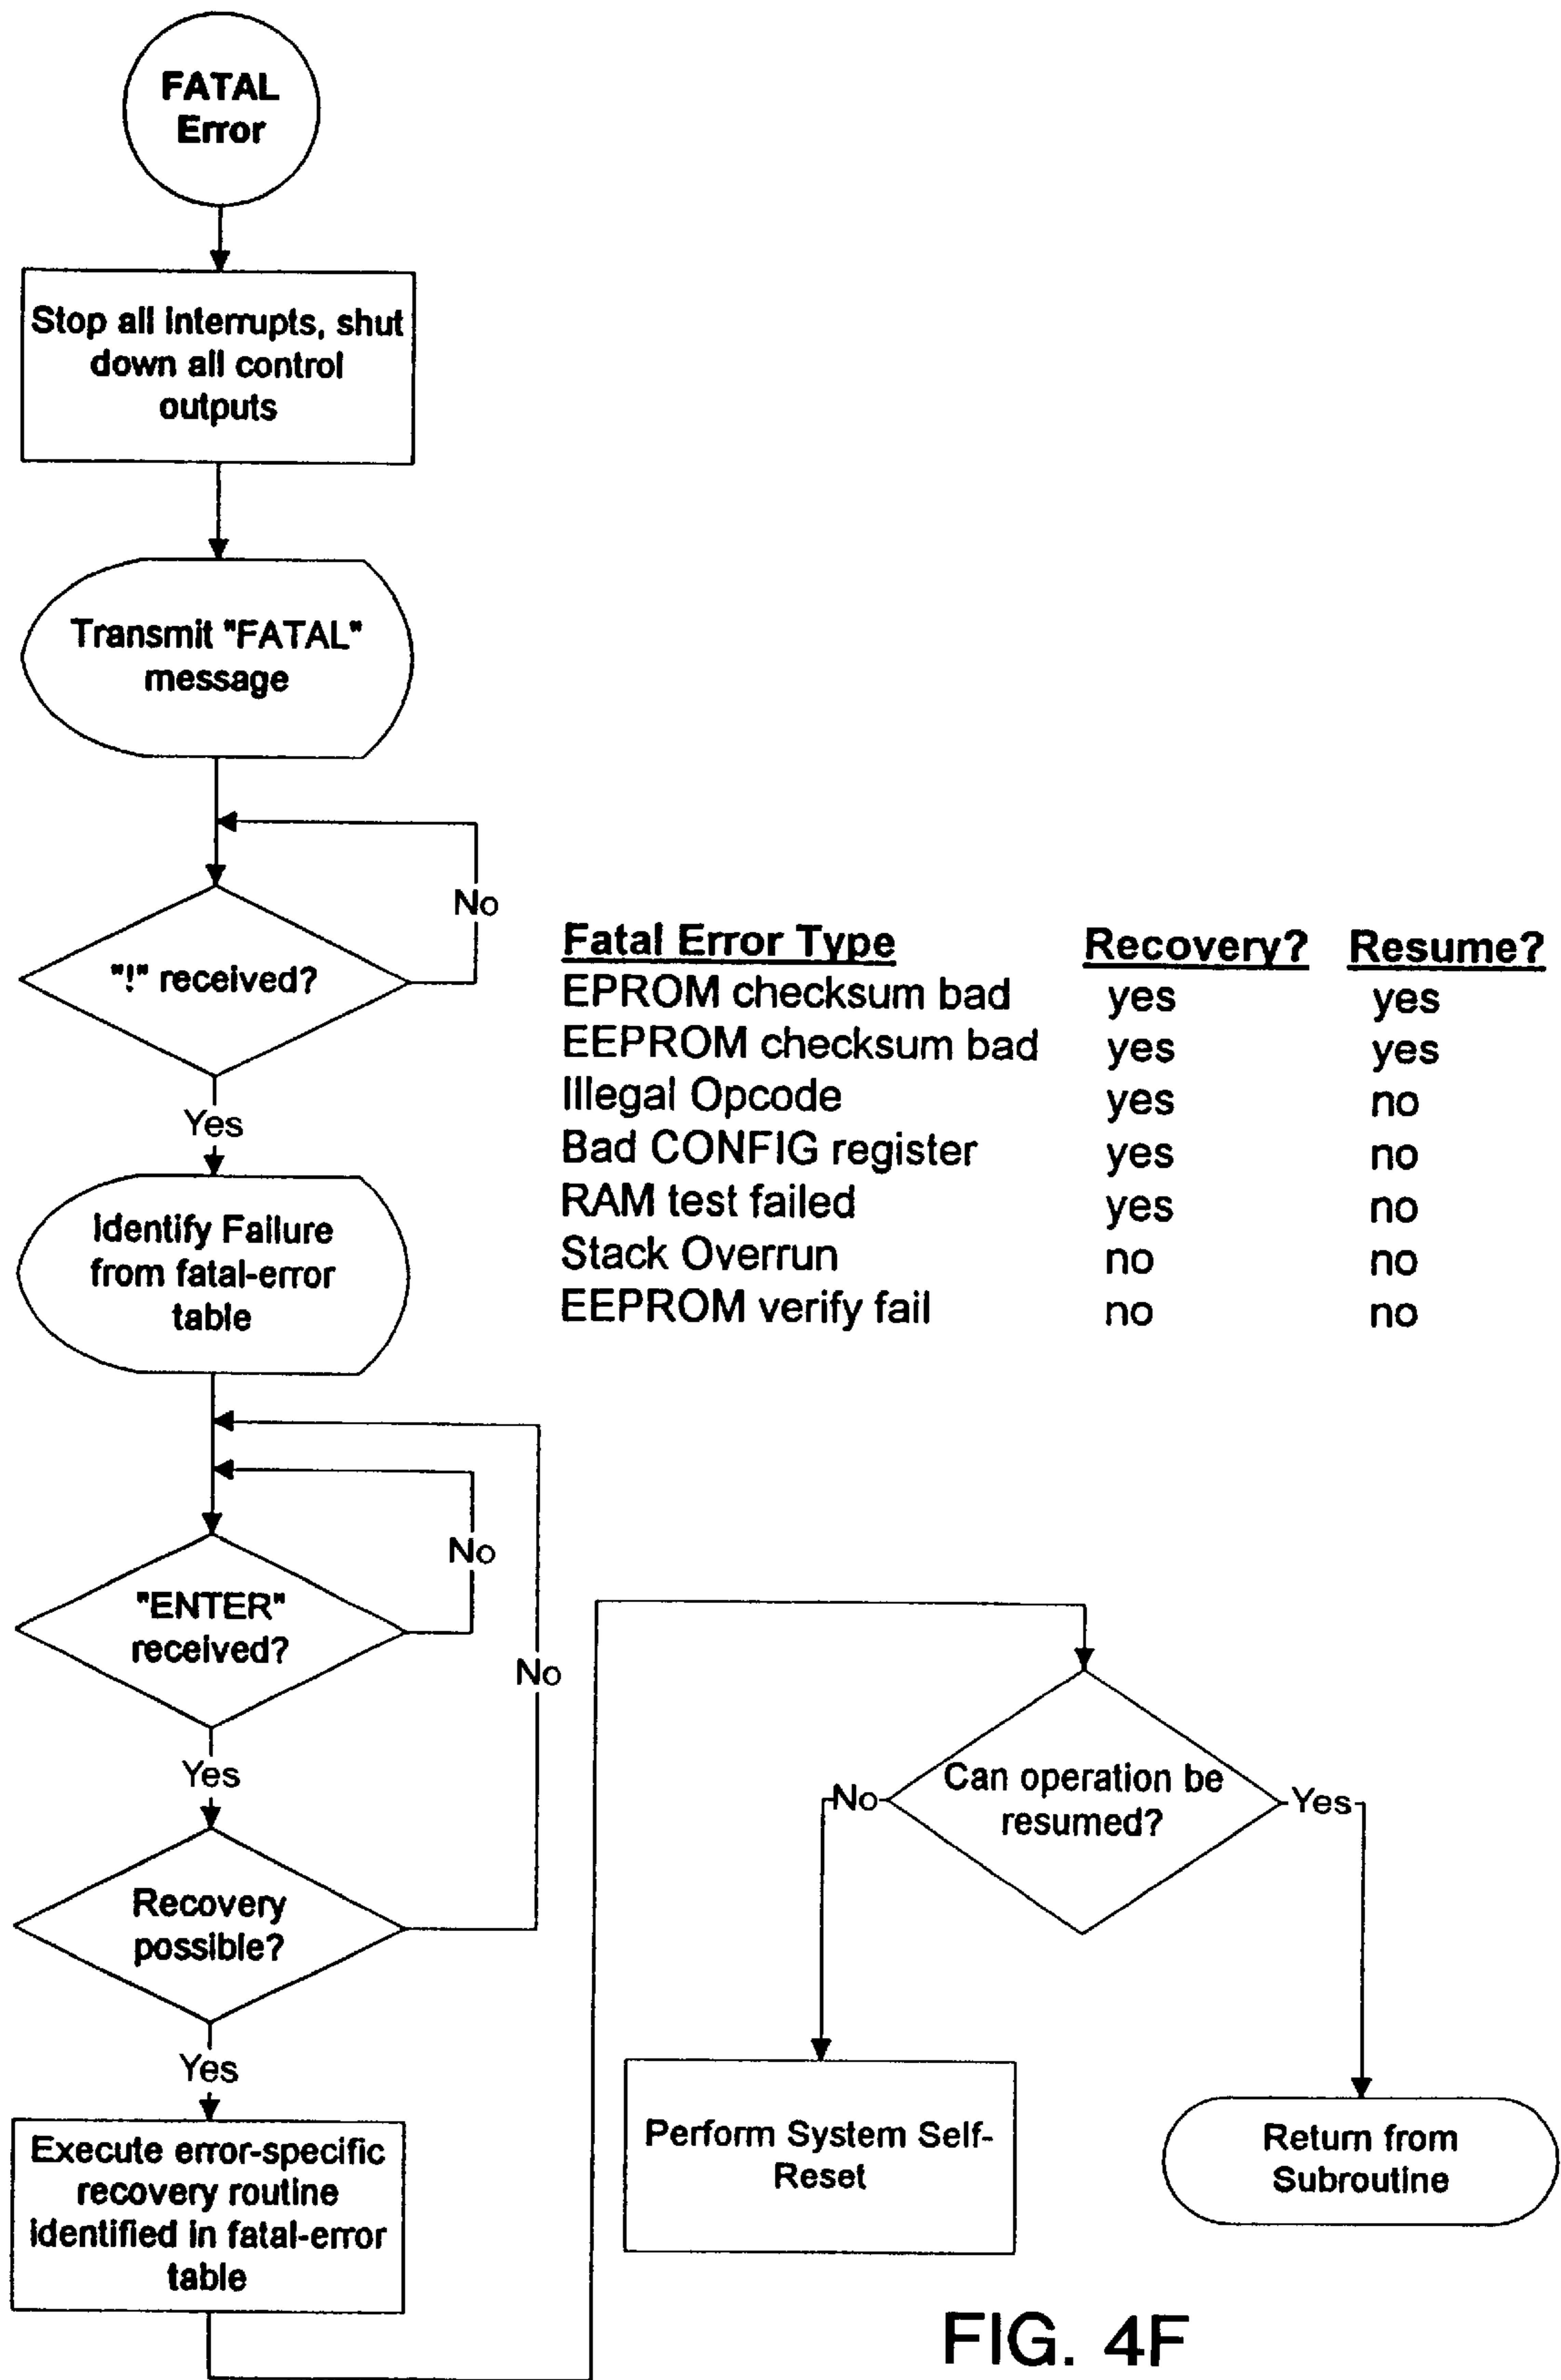 FATAL
Error
Stop all Interrupts, shut
down all control
outputs
Transmit "FATAL"
message
No
"!" received?
Yes
Identify Failure
from fatal-error
table
Fatal Error Type Recovery? Resume?
EPROM checksum bad yes yes
EEPROM checksum bad yes yes
Illegal Opcode yes no
Bad CONFIG register yes no
RAM test failed yes no
Stack Overrun no no
EEPROM verify fail no no
No
"ENTER"
received?
No
Yes
Recovery
possible?
Yes
Execute error-specific
recovery routine
identified in fatal-error
table
Can operation be
resumed?
No
Yes
Perform System Self-
Reset
Return from
Subroutine
FIG. 4F